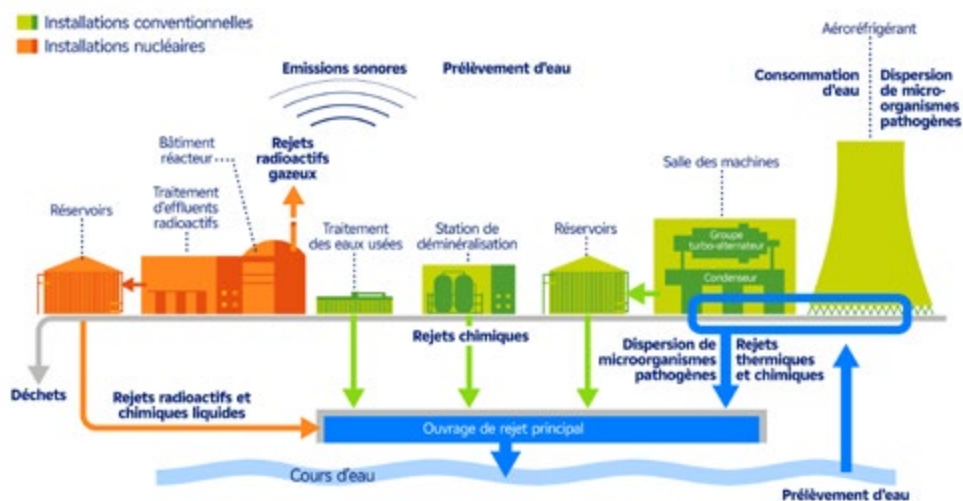 Installations conventionnelles
Installations nucléaires
Emissions sonores
Prélèvement d'eau
Aéroréfrigérant
Consommation
d'eau
Dispersion
de micro-
organismes
pathogènes
Bâtiment
réacteur
Rejets
radioactifs
gazeux
Salle des machines
Réservoirs
Traitement
d'effluents
radioactifs
Traitement
des eaux usées
Station de
déminéralisation
Réservoirs
Groupe
turbo-alternateur
Condenseur
Rejets chimiques
Dispersion de
microorganismes
pathogènes
Rejets
thermiques
et chimiques
Déchets
Rejets radioactifs et
chimiques liquides
Ouvrage de rejet principal
Cours d'eau
Prélèvement d'eau